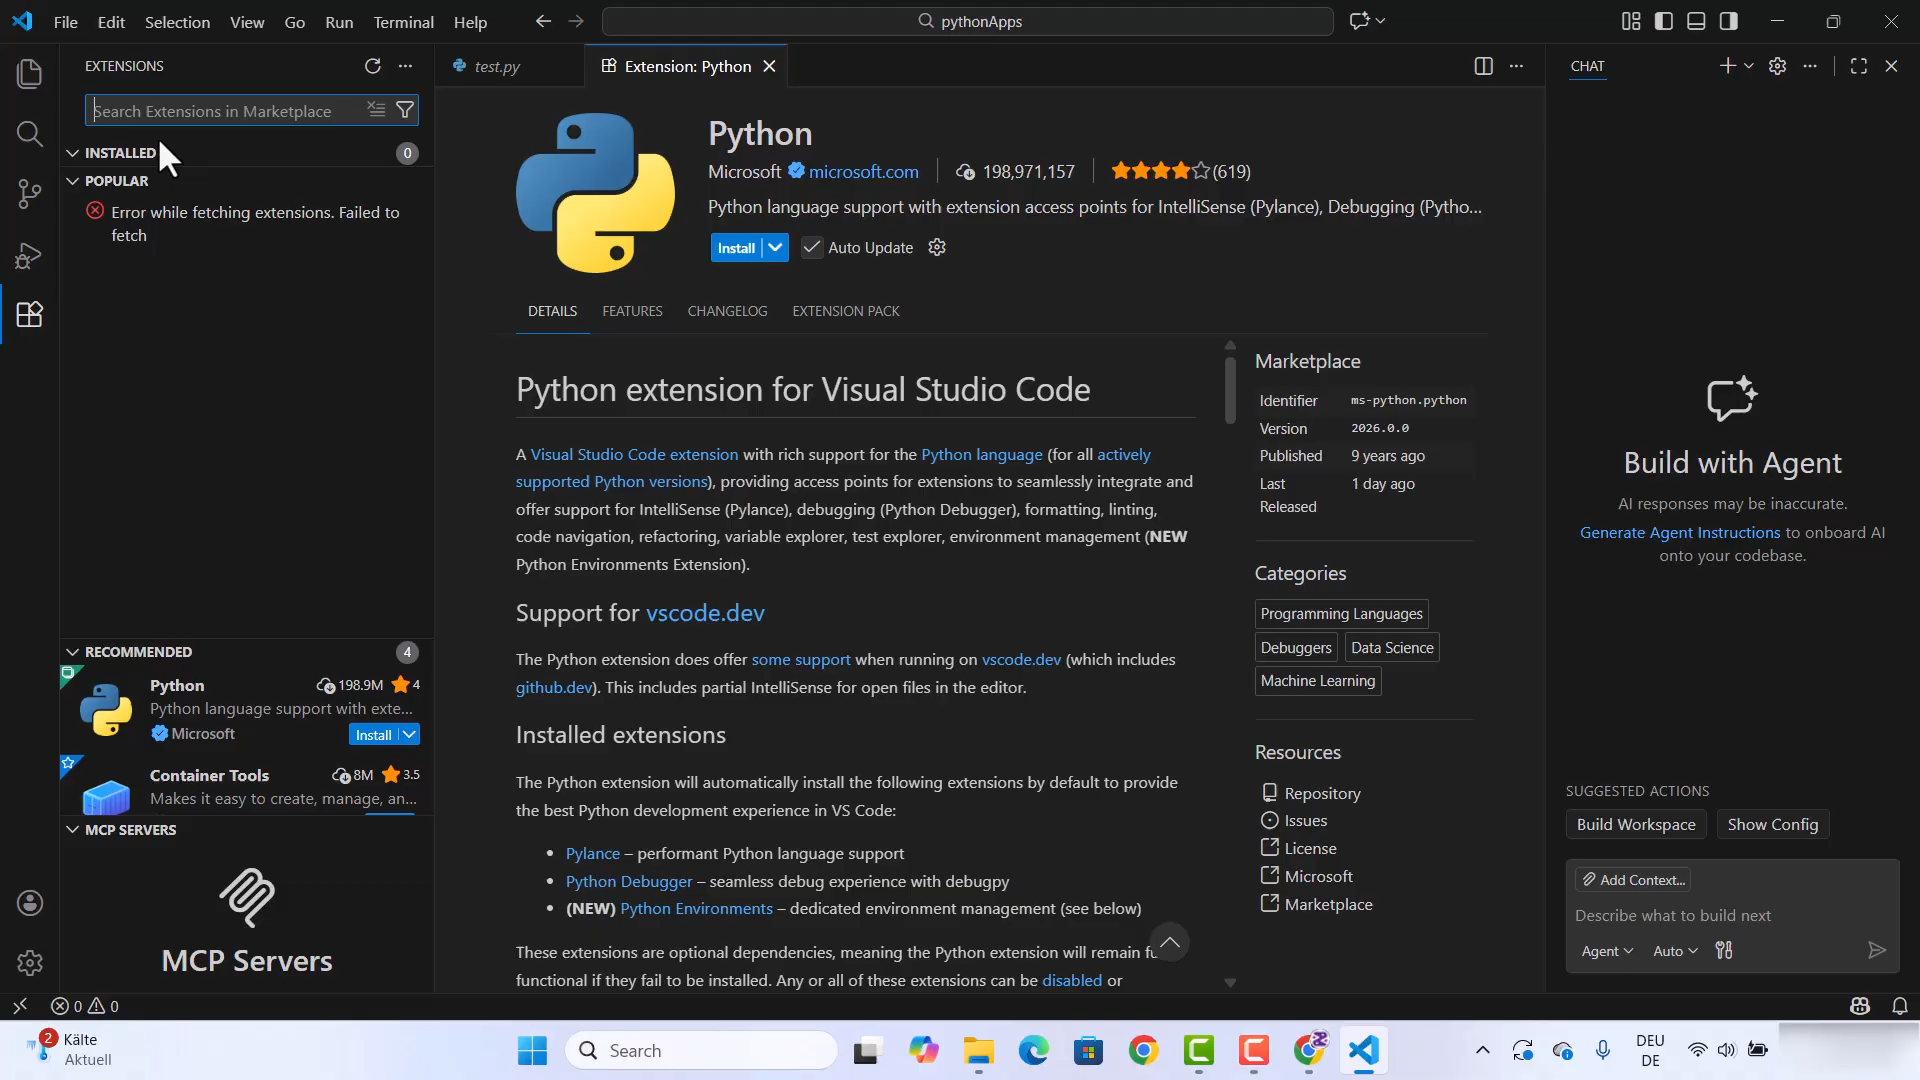 File Edit Selection View Go Run Terminal Help
pythonApps
EXTENSIONS
Search Extensions in Marketplace
INSTALLED 0
POPULAR
Error while fetching extensions. Failed to
fetch
RECOMMENDED 4
Python 198.9M 4
Python language support with exte...
Microsoft Install
Container Tools 8M 3.5
Makes it easy to create, manage, an...
MCP SERVERS
MCP Servers
test.py
Extension: Python
Python
Microsoft microsoft.com 198,971,157 (619)
Python language support with extension access points for IntelliSense (Pylance), Debugging (Pytho...
Install Auto Update
DETAILS FEATURES CHANGELOG EXTENSION PACK
Python extension for Visual Studio Code
A Visual Studio Code extension with rich support for the Python language (for all actively
supported Python versions), providing access points for extensions to seamlessly integrate and
offer support for IntelliSense (Pylance), debugging (Python Debugger), formatting, linting,
code navigation, refactoring, variable explorer, test explorer, environment management (NEW
Python Environments Extension).
Support for vscode.dev
The Python extension does offer some support when running on vscode.dev (which includes
github.dev). This includes partial IntelliSense for open files in the editor.
Installed extensions
The Python extension will automatically install the following extensions by default to provide
the best Python development experience in VS Code:
• Pylance – performant Python language support
• Python Debugger – seamless debug experience with debugpy
• (NEW) Python Environments – dedicated environment management (see below)
These extensions are optional dependencies, meaning the Python extension will remain fu
functional if they fail to be installed. Any or all of these extensions can be disabled or
Marketplace
Identifier ms-python.python
Version 2026.0.0
Published 9 years ago
Last 1 day ago
Released
Categories
Programming Languages
Debuggers Data Science
Machine Learning
Resources
Repository
Issues
License
Microsoft
Marketplace
CHAT
Build with Agent
AI responses may be inaccurate.
Generate Agent Instructions to onboard AI
onto your codebase.
SUGGESTED ACTIONS
Build Workspace Show Config
Add Context...
Describe what to build next
Agent Auto
0 0
2 Kälte
Aktuell
Search
DEU
DE